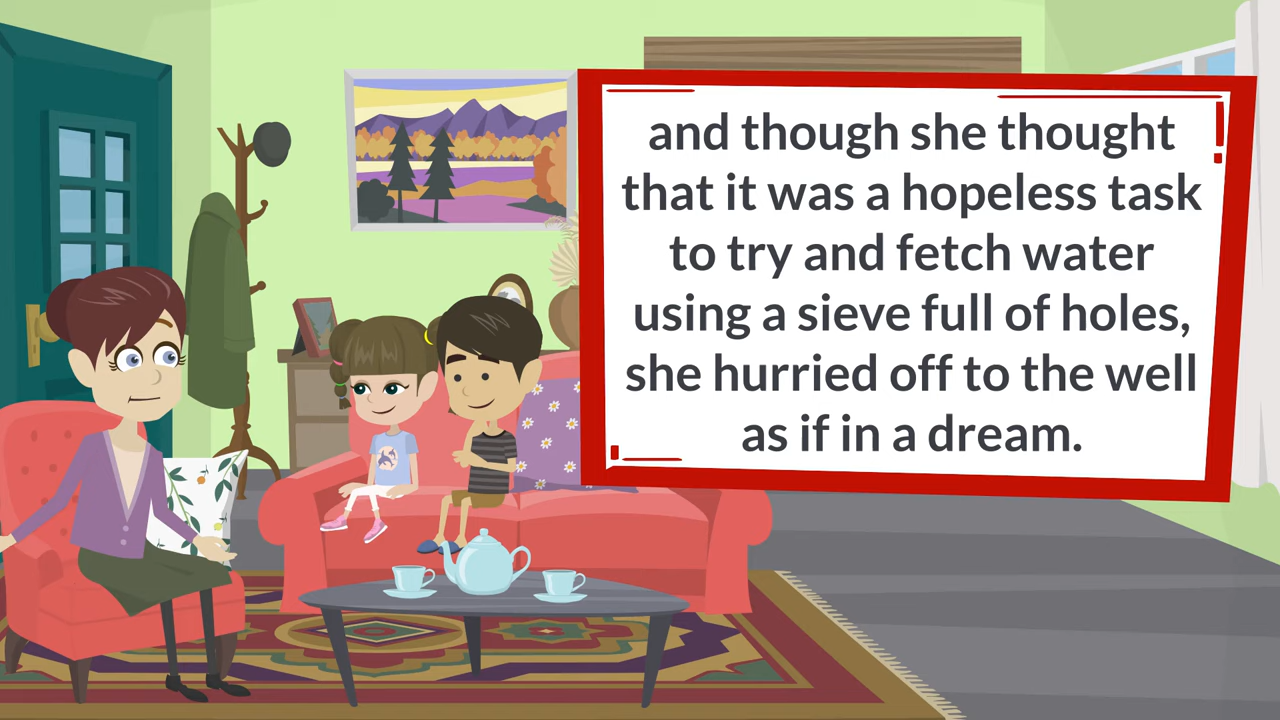 and though she thought
that it was a hopeless task
to try and fetch water
using a sieve full of holes,
she hurried off to the well
as if in a dream.